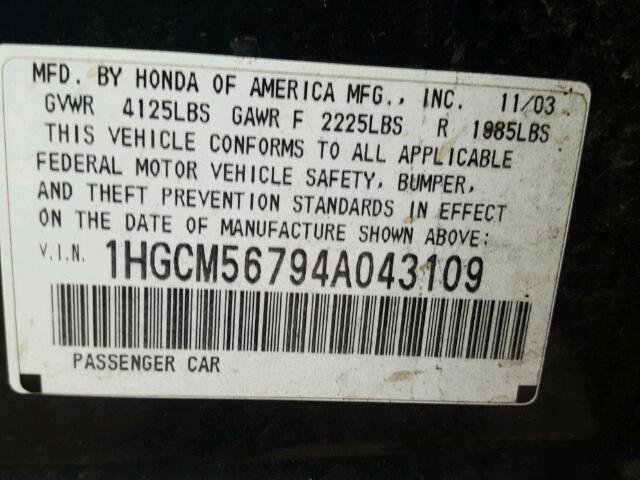 MFD. BY HONDA OF AMERICA MFG., INC. 11/03
GVWR 4125LBS GAWR F 2225LBS R 1985LBS
THIS VEHICLE CONFORMS TO ALL APPLICABLE
FEDERAL MOTOR VEHICLE SAFETY, BUMPER,
AND THEFT PREVENTION STANDARDS IN EFFECT
ON THE DATE OF MANUFACTURE SHOWN ABOVE:
V.I.N. 1HGCM56794A043109
PASSENGER CAR